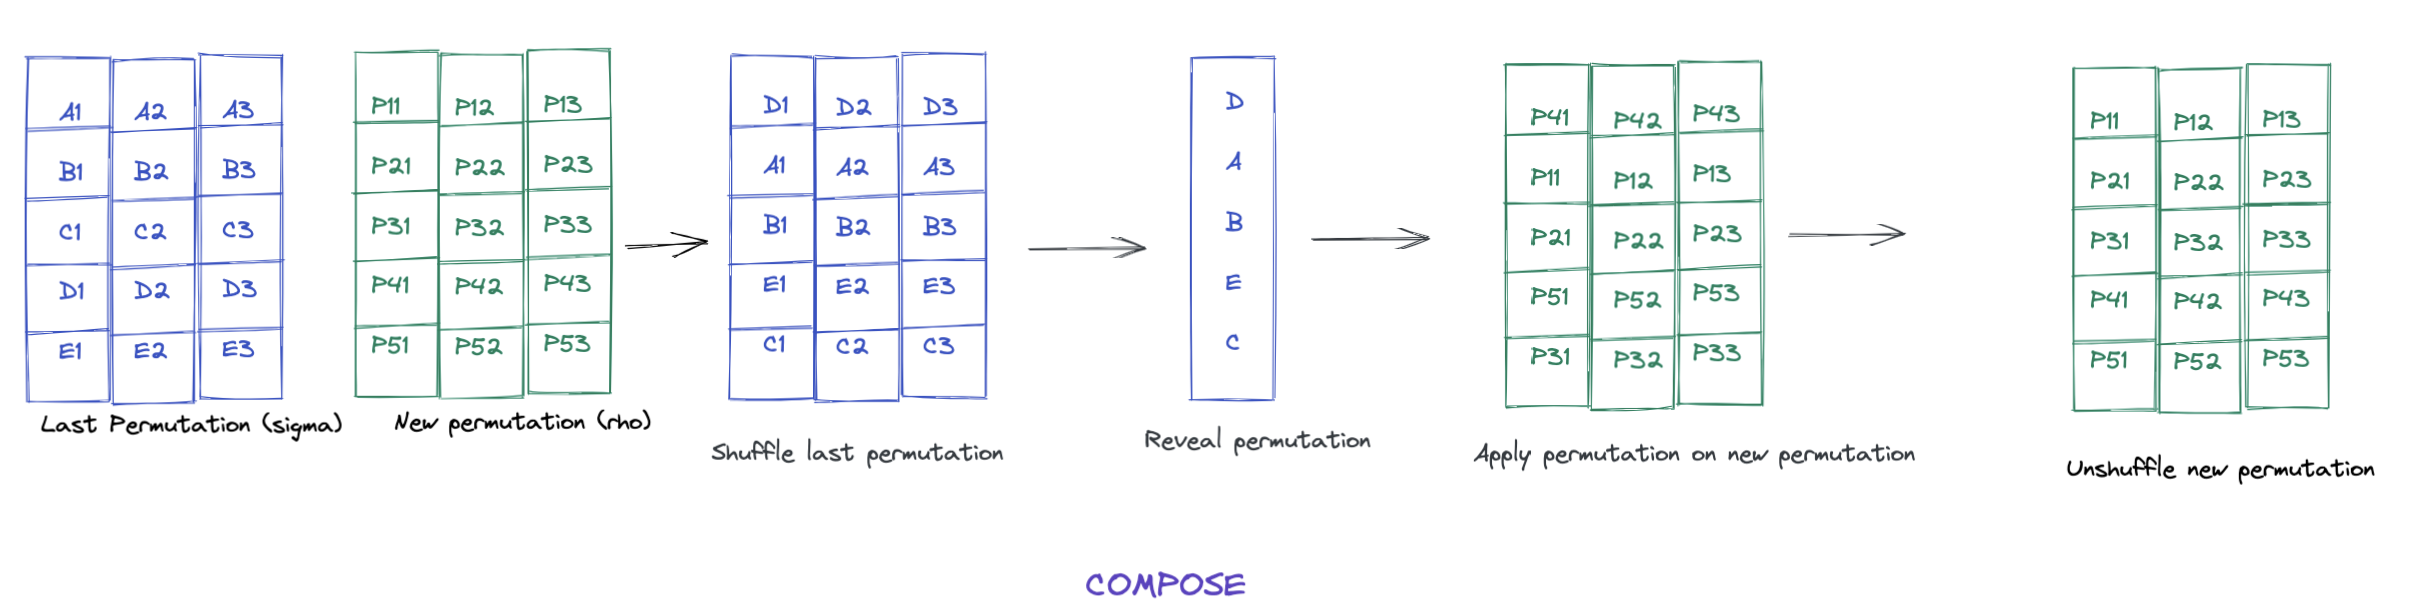 A1 A2 A3
B1 B2 B3
C1 C2 C3
D1 D2 D3
E1 E2 E3
Last Permutation (sigma)
P11 P12 P13
P21 P22 P23
P31 P32 P33
P41 P42 P43
P51 P52 P53
New permutation (rho)
D1 D2 D3
A1 A2 A3
B1 B2 B3
E1 E2 E3
C1 C2 C3
Shuffle last permutation
D
A
B
E
C
Reveal permutation
P41 P42 P43
P11 P12 P13
P21 P22 P23
P51 P52 P53
P31 P32 P33
Apply permutation on new permutation
P11 P12 P13
P21 P22 P23
P31 P32 P33
P41 P42 P43
P51 P52 P53
Unshuffle new permutation
COMPOSE